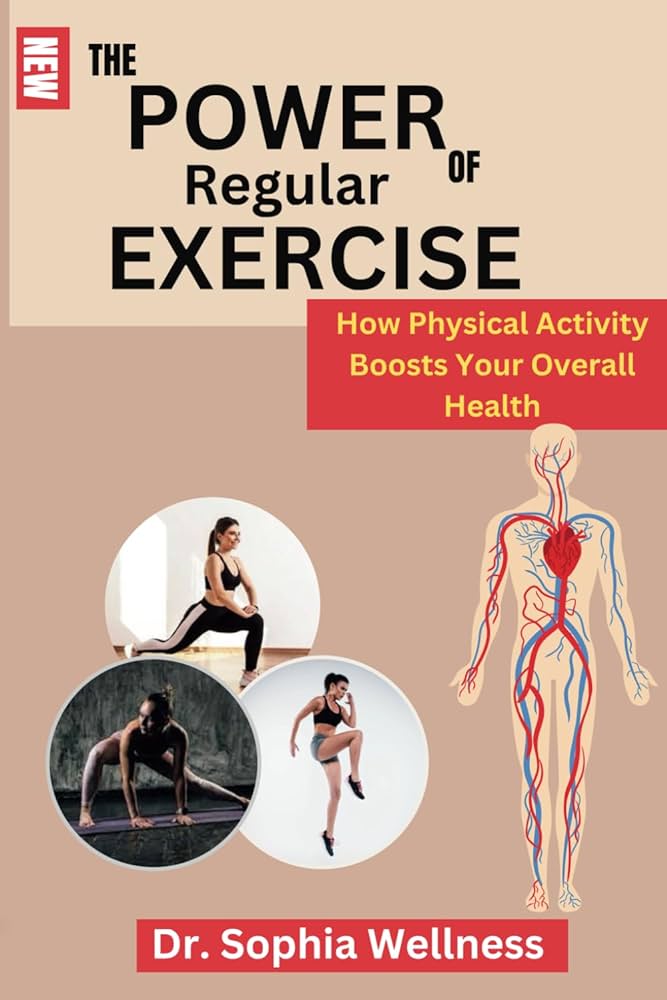 NEW
THE
POWER
OF
Regular
EXERCISE
How Physical Activity
Boosts Your Overall
Health
Dr. Sophia Wellness